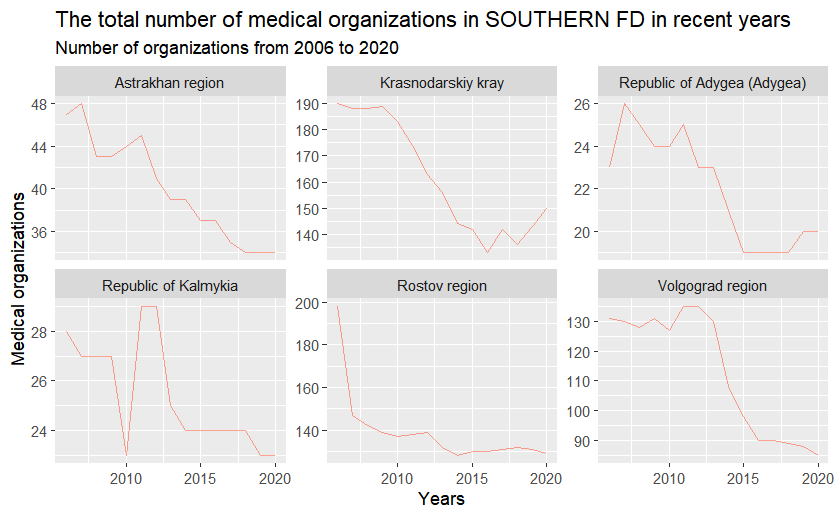 The total number of medical organizations in SOUTHERN FD in recent years
Number of organizations from 2006 to 2020
Medical organizations
Astrakhan region
48
44
40
36
Krasnodarskiy kray
190
180
170
160
150
140
Republic of Adygea (Adygea)
26
24
22
20
Republic of Kalmykia
28
26
24
2010 2015 2020
Rostov region
200
180
160
140
2010 2015 2020
Volgograd region
130
120
110
100
90
2010 2015 2020
Years